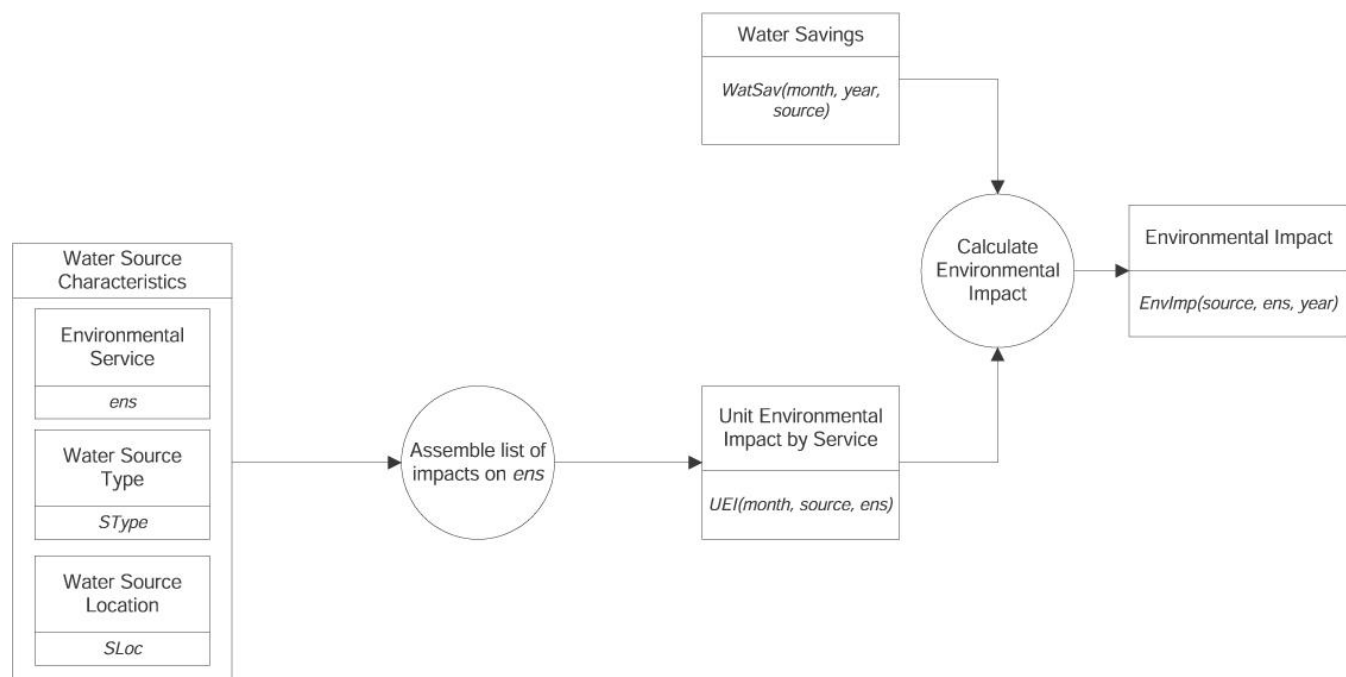 Water Savings
WatSav(month, year,
source)
Calculate
Environmental
Impact
Environmental Impact
EnvImp(source, ens, year)
Water Source
Characteristics
Environmental
Service
ens
Water Source
Type
SType
Water Source
Location
SLoc
Assemble list of
impacts on ens
Unit Environmental
Impact by Service
UEI(month, source, ens)